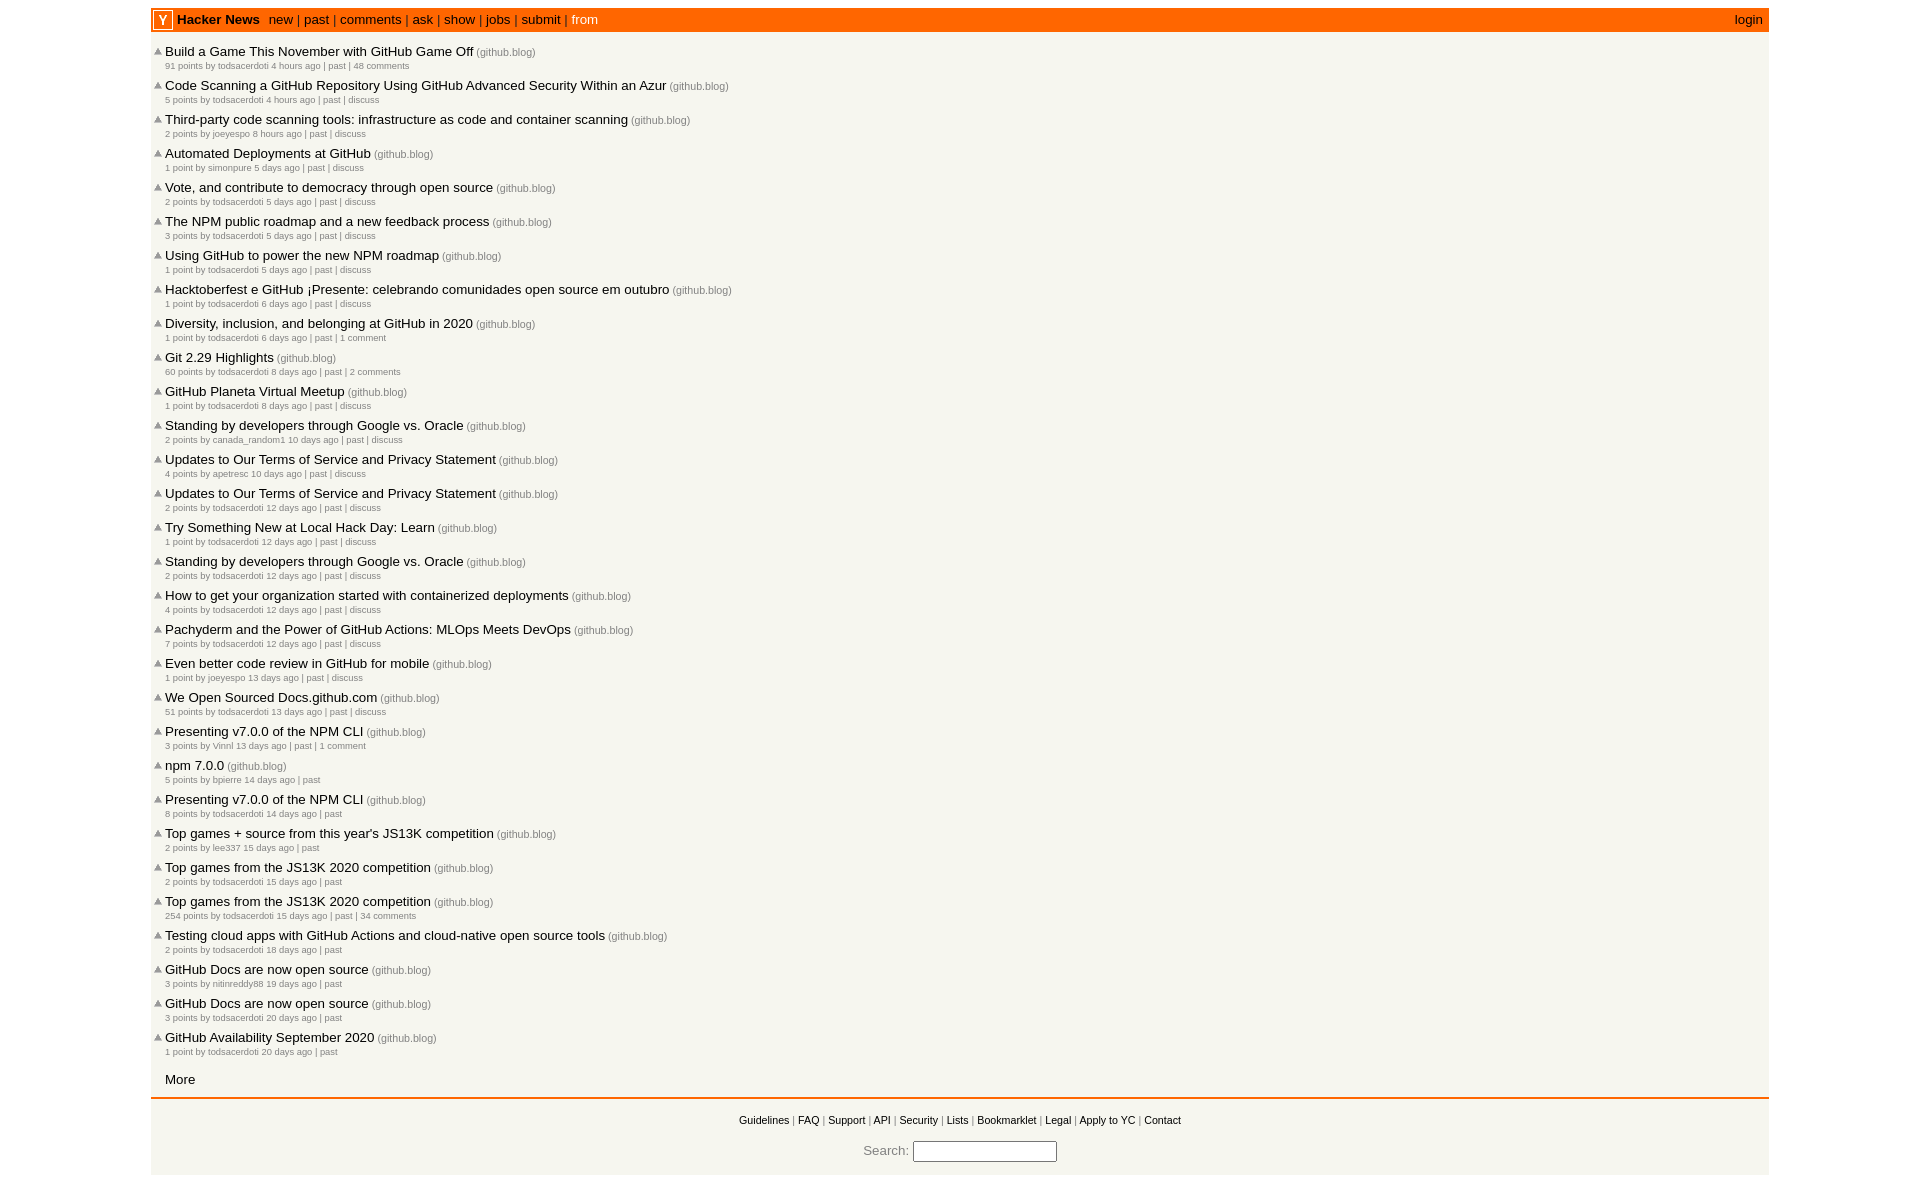 Y Hacker News new | past | comments | ask | show | jobs | submit | from login
Build a Game This November with GitHub Game Off (github.blog)
91 points by todsacerdoti 4 hours ago | past | 48 comments
Code Scanning a GitHub Repository Using GitHub Advanced Security Within an Azur (github.blog)
5 points by todsacerdoti 4 hours ago | past | discuss
Third-party code scanning tools: infrastructure as code and container scanning (github.blog)
2 points by joeyespo 8 hours ago | past | discuss
Automated Deployments at GitHub (github.blog)
1 point by simonpure 5 days ago | past | discuss
Vote, and contribute to democracy through open source (github.blog)
2 points by todsacerdoti 5 days ago | past | discuss
The NPM public roadmap and a new feedback process (github.blog)
3 points by todsacerdoti 5 days ago | past | discuss
Using GitHub to power the new NPM roadmap (github.blog)
1 point by todsacerdoti 5 days ago | past | discuss
Hacktoberfest e GitHub ¡Presente: celebrando comunidades open source em outubro (github.blog)
1 point by todsacerdoti 6 days ago | past | discuss
Diversity, inclusion, and belonging at GitHub in 2020 (github.blog)
1 point by todsacerdoti 6 days ago | past | 1 comment
Git 2.29 Highlights (github.blog)
60 points by todsacerdoti 8 days ago | past | 2 comments
GitHub Planeta Virtual Meetup (github.blog)
1 point by todsacerdoti 8 days ago | past | discuss
Standing by developers through Google vs. Oracle (github.blog)
2 points by canada_random1 10 days ago | past | discuss
Updates to Our Terms of Service and Privacy Statement (github.blog)
4 points by apetresc 10 days ago | past | discuss
Updates to Our Terms of Service and Privacy Statement (github.blog)
2 points by todsacerdoti 12 days ago | past | discuss
Try Something New at Local Hack Day: Learn (github.blog)
1 point by todsacerdoti 12 days ago | past | discuss
Standing by developers through Google vs. Oracle (github.blog)
2 points by todsacerdoti 12 days ago | past | discuss
How to get your organization started with containerized deployments (github.blog)
4 points by todsacerdoti 12 days ago | past | discuss
Pachyderm and the Power of GitHub Actions: MLOps Meets DevOps (github.blog)
7 points by todsacerdoti 12 days ago | past | discuss
Even better code review in GitHub for mobile (github.blog)
1 point by joeyespo 13 days ago | past | discuss
We Open Sourced Docs.github.com (github.blog)
51 points by todsacerdoti 13 days ago | past | discuss
Presenting v7.0.0 of the NPM CLI (github.blog)
3 points by Vinnl 13 days ago | past | 1 comment
npm 7.0.0 (github.blog)
5 points by bpierre 14 days ago | past
Presenting v7.0.0 of the NPM CLI (github.blog)
8 points by todsacerdoti 14 days ago | past
Top games + source from this year's JS13K competition (github.blog)
2 points by lee337 15 days ago | past
Top games from the JS13K 2020 competition (github.blog)
2 points by todsacerdoti 15 days ago | past
Top games from the JS13K 2020 competition (github.blog)
254 points by todsacerdoti 15 days ago | past | 34 comments
Testing cloud apps with GitHub Actions and cloud-native open source tools (github.blog)
2 points by todsacerdoti 18 days ago | past
GitHub Docs are now open source (github.blog)
3 points by nitinreddy88 19 days ago | past
GitHub Docs are now open source (github.blog)
3 points by todsacerdoti 20 days ago | past
GitHub Availability September 2020 (github.blog)
1 point by todsacerdoti 20 days ago | past
More
Guidelines | FAQ | Support | API | Security | Lists | Bookmarklet | Legal | Apply to YC | Contact
Search: